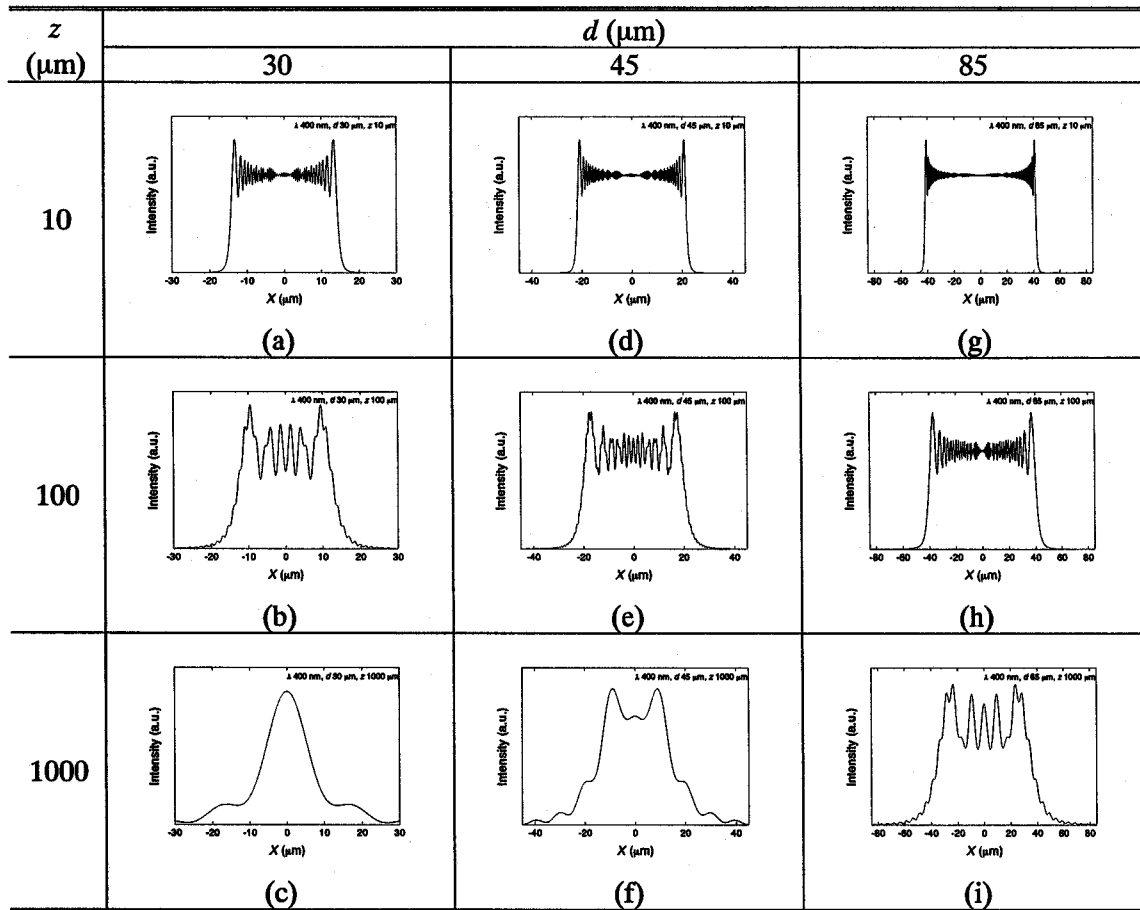 z
(μm)
d (μm)
30
45
85
10
λ 400 nm, d 30 μm, z 10 μm
Intensity (a.u.)
-30 -20 -10 0 10 20 30
X (μm)
(a)
λ 400 nm, d 45 μm, z 10 μm
Intensity (a.u.)
-40 -20 0 20 40
X (μm)
(d)
λ 400 nm, d 85 μm, z 10 μm
Intensity (a.u.)
-80 -60 -40 -20 0 20 40 60 80
X (μm)
(g)
100
λ 400 nm, d 30 μm, z 100 μm
Intensity (a.u.)
-30 -20 -10 0 10 20 30
X (μm)
(b)
λ 400 nm, d 45 μm, z 100 μm
Intensity (a.u.)
-40 -20 0 20 40
X (μm)
(e)
λ 400 nm, d 85 μm, z 100 μm
Intensity (a.u.)
-80 -60 -40 -20 0 20 40 60 80
X (μm)
(h)
1000
λ 400 nm, d 30 μm, z 1000 μm
Intensity (a.u.)
-30 -20 -10 0 10 20 30
X (μm)
(c)
λ 400 nm, d 45 μm, z 1000 μm
Intensity (a.u.)
-40 -20 0 20 40
X (μm)
(f)
λ 400 nm, d 85 μm, z 1000 μm
Intensity (a.u.)
-80 -60 -40 -20 0 20 40 60 80
X (μm)
(i)